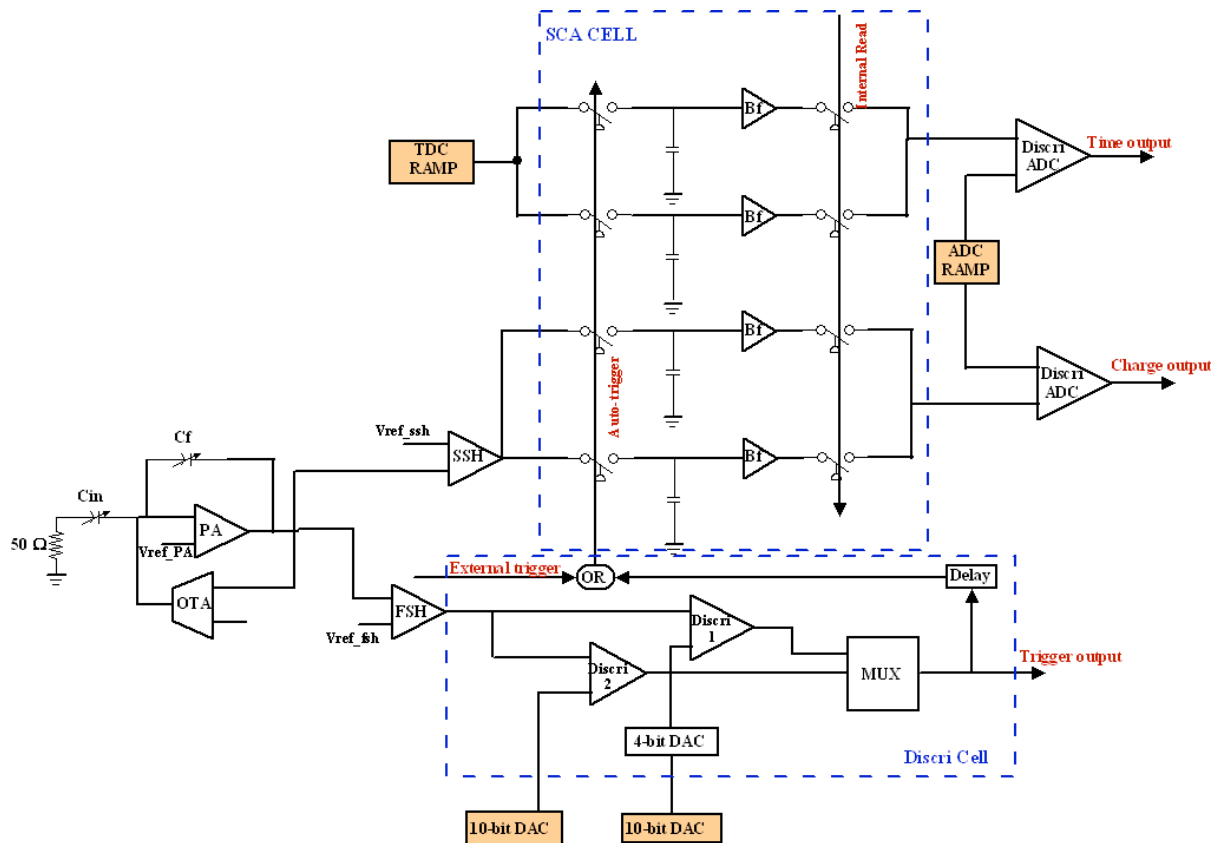 SCA CELL
Internal Read
Bf
TDC
RAMP
Discri
ADC
Time output
Bf
ADC
RAMP
Bf
Auto-trigger
Discri
ADC
Charge output
Vref_ssh
SSH
Bf
Cf
Cin
PA
50 Ω
Vref_PA
External trigger
OR
Delay
OTA
FSH
Vref_fsh
Discri
1
Discri
2
MUX
Trigger output
4-bit DAC
Discri Cell
10-bit DAC
10-bit DAC